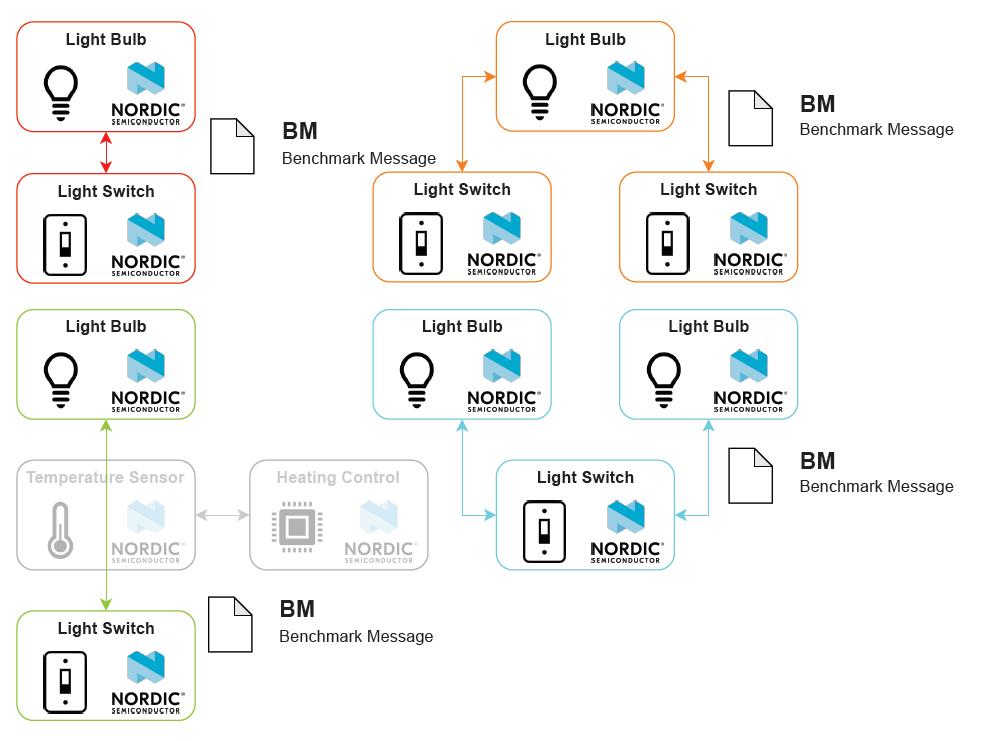 Light Bulb
NORDIC®
SEMICONDUCTOR
BM
Benchmark Message
Light Switch
NORDIC®
SEMICONDUCTOR
Light Bulb
NORDIC®
SEMICONDUCTOR
BM
Benchmark Message
Light Switch
NORDIC®
SEMICONDUCTOR
Light Switch
NORDIC®
SEMICONDUCTOR
Light Bulb
NORDIC®
SEMICONDUCTOR
Temperature Sensor
NORDIC®
SEMICONDUCTOR
Heating Control
NORDIC®
SEMICONDUCTOR
Light Switch
NORDIC®
SEMICONDUCTOR
BM
Benchmark Message
Light Bulb
NORDIC®
SEMICONDUCTOR
Light Bulb
NORDIC®
SEMICONDUCTOR
Light Switch
NORDIC®
SEMICONDUCTOR
BM
Benchmark Message